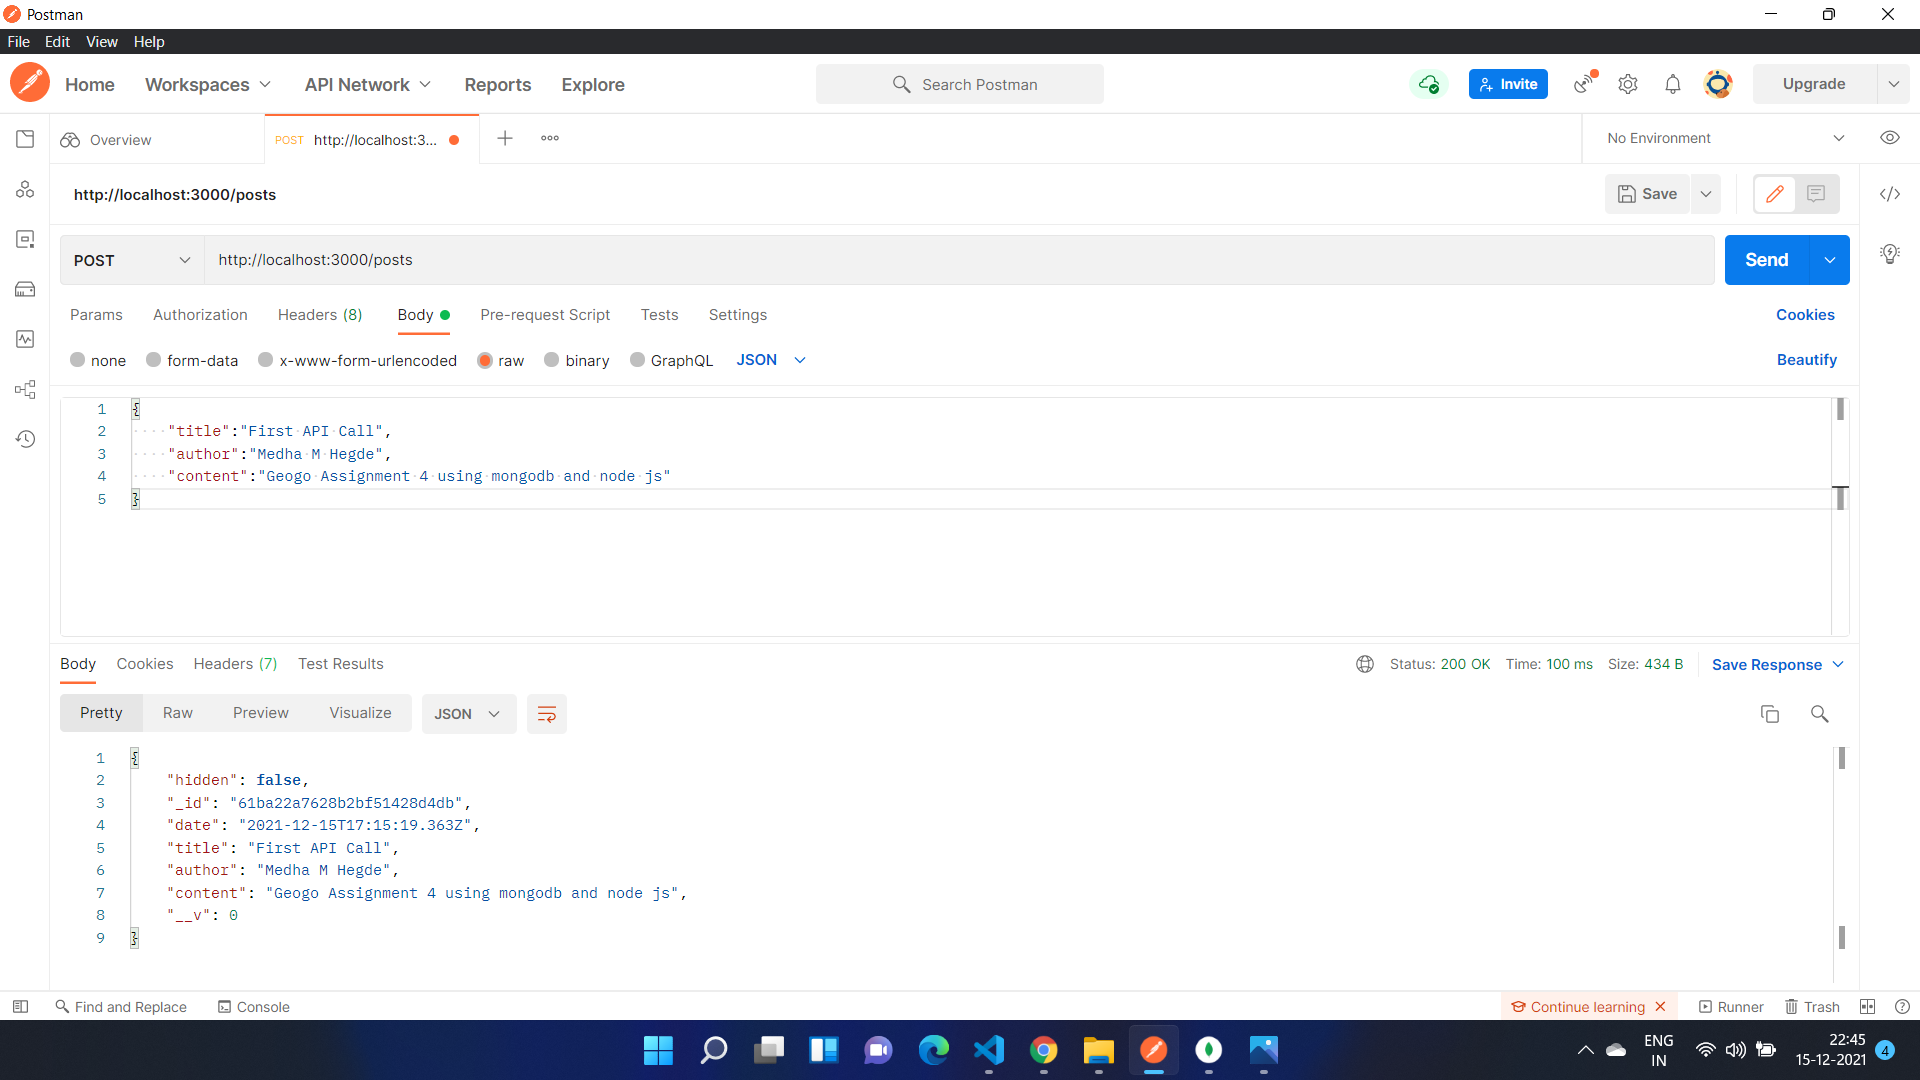 Postman
File Edit View Help
Home Workspaces API Network Reports Explore Search Postman Invite Upgrade
Overview POST http://localhost:3... No Environment
http://localhost:3000/posts Save
POST http://localhost:3000/posts Send
Params Authorization Headers (8) Body Pre-request Script Tests Settings Cookies
none form-data x-www-form-urlencoded raw binary GraphQL JSON Beautify
1 {
2 "title":"First API Call",
3 "author":"Medha M Hegde",
4 "content":"Geogo Assignment 4 using mongodb and node js"
5 }
Body Cookies Headers (7) Test Results Status: 200 OK Time: 100 ms Size: 434 B Save Response
Pretty Raw Preview Visualize JSON
1 {
2 "hidden": false,
3 "_id": "61ba22a7628b2bf51428d4db",
4 "date": "2021-12-15T17:15:19.363Z",
5 "title": "First API Call",
6 "author": "Medha M Hegde",
7 "content": "Geogo Assignment 4 using mongodb and node js",
8 "__v": 0
9 }
Find and Replace Console Continue learning Runner Trash
ENG 22:45
IN 15-12-2021 4